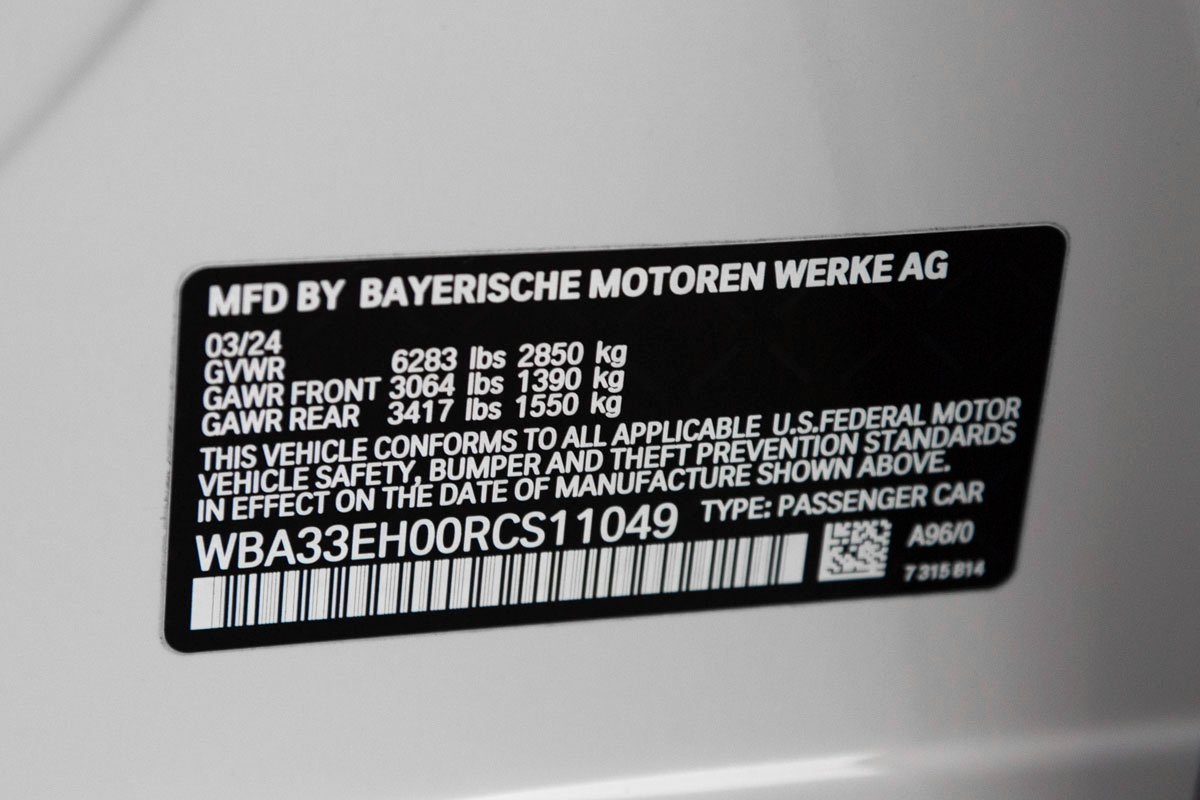 MFD BY BAYERISCHE MOTOREN WERKE AG
03/24
GVWR 6283 lbs 2850 kg
GAWR FRONT 3064 lbs 1390 kg
GAWR REAR 3417 lbs 1550 kg
THIS VEHICLE CONFORMS TO ALL APPLICABLE U.S.FEDERAL MOTOR
VEHICLE SAFETY, BUMPER AND THEFT PREVENTION STANDARDS
IN EFFECT ON THE DATE OF MANUFACTURE SHOWN ABOVE.
WBA33EH00RCS11049 TYPE: PASSENGER CAR
A96/0
7 315 814